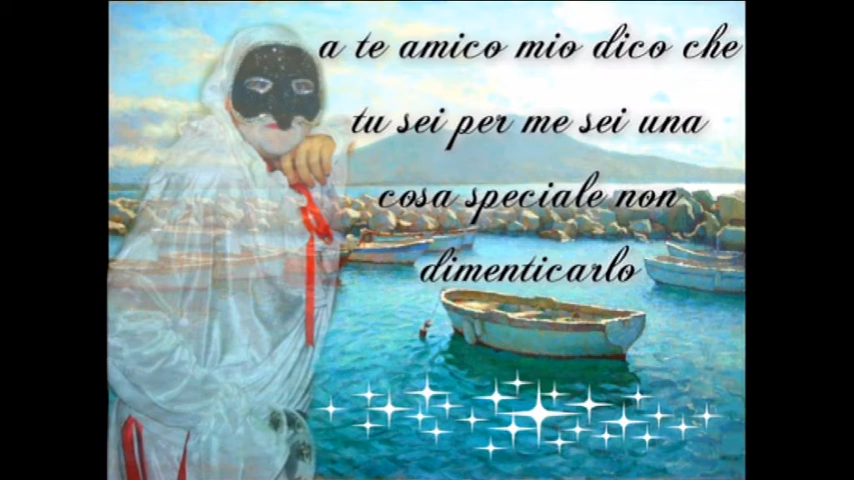 a te amico mio dico che
tu sei per me sei una
cosa speciale non
dimenticarlo